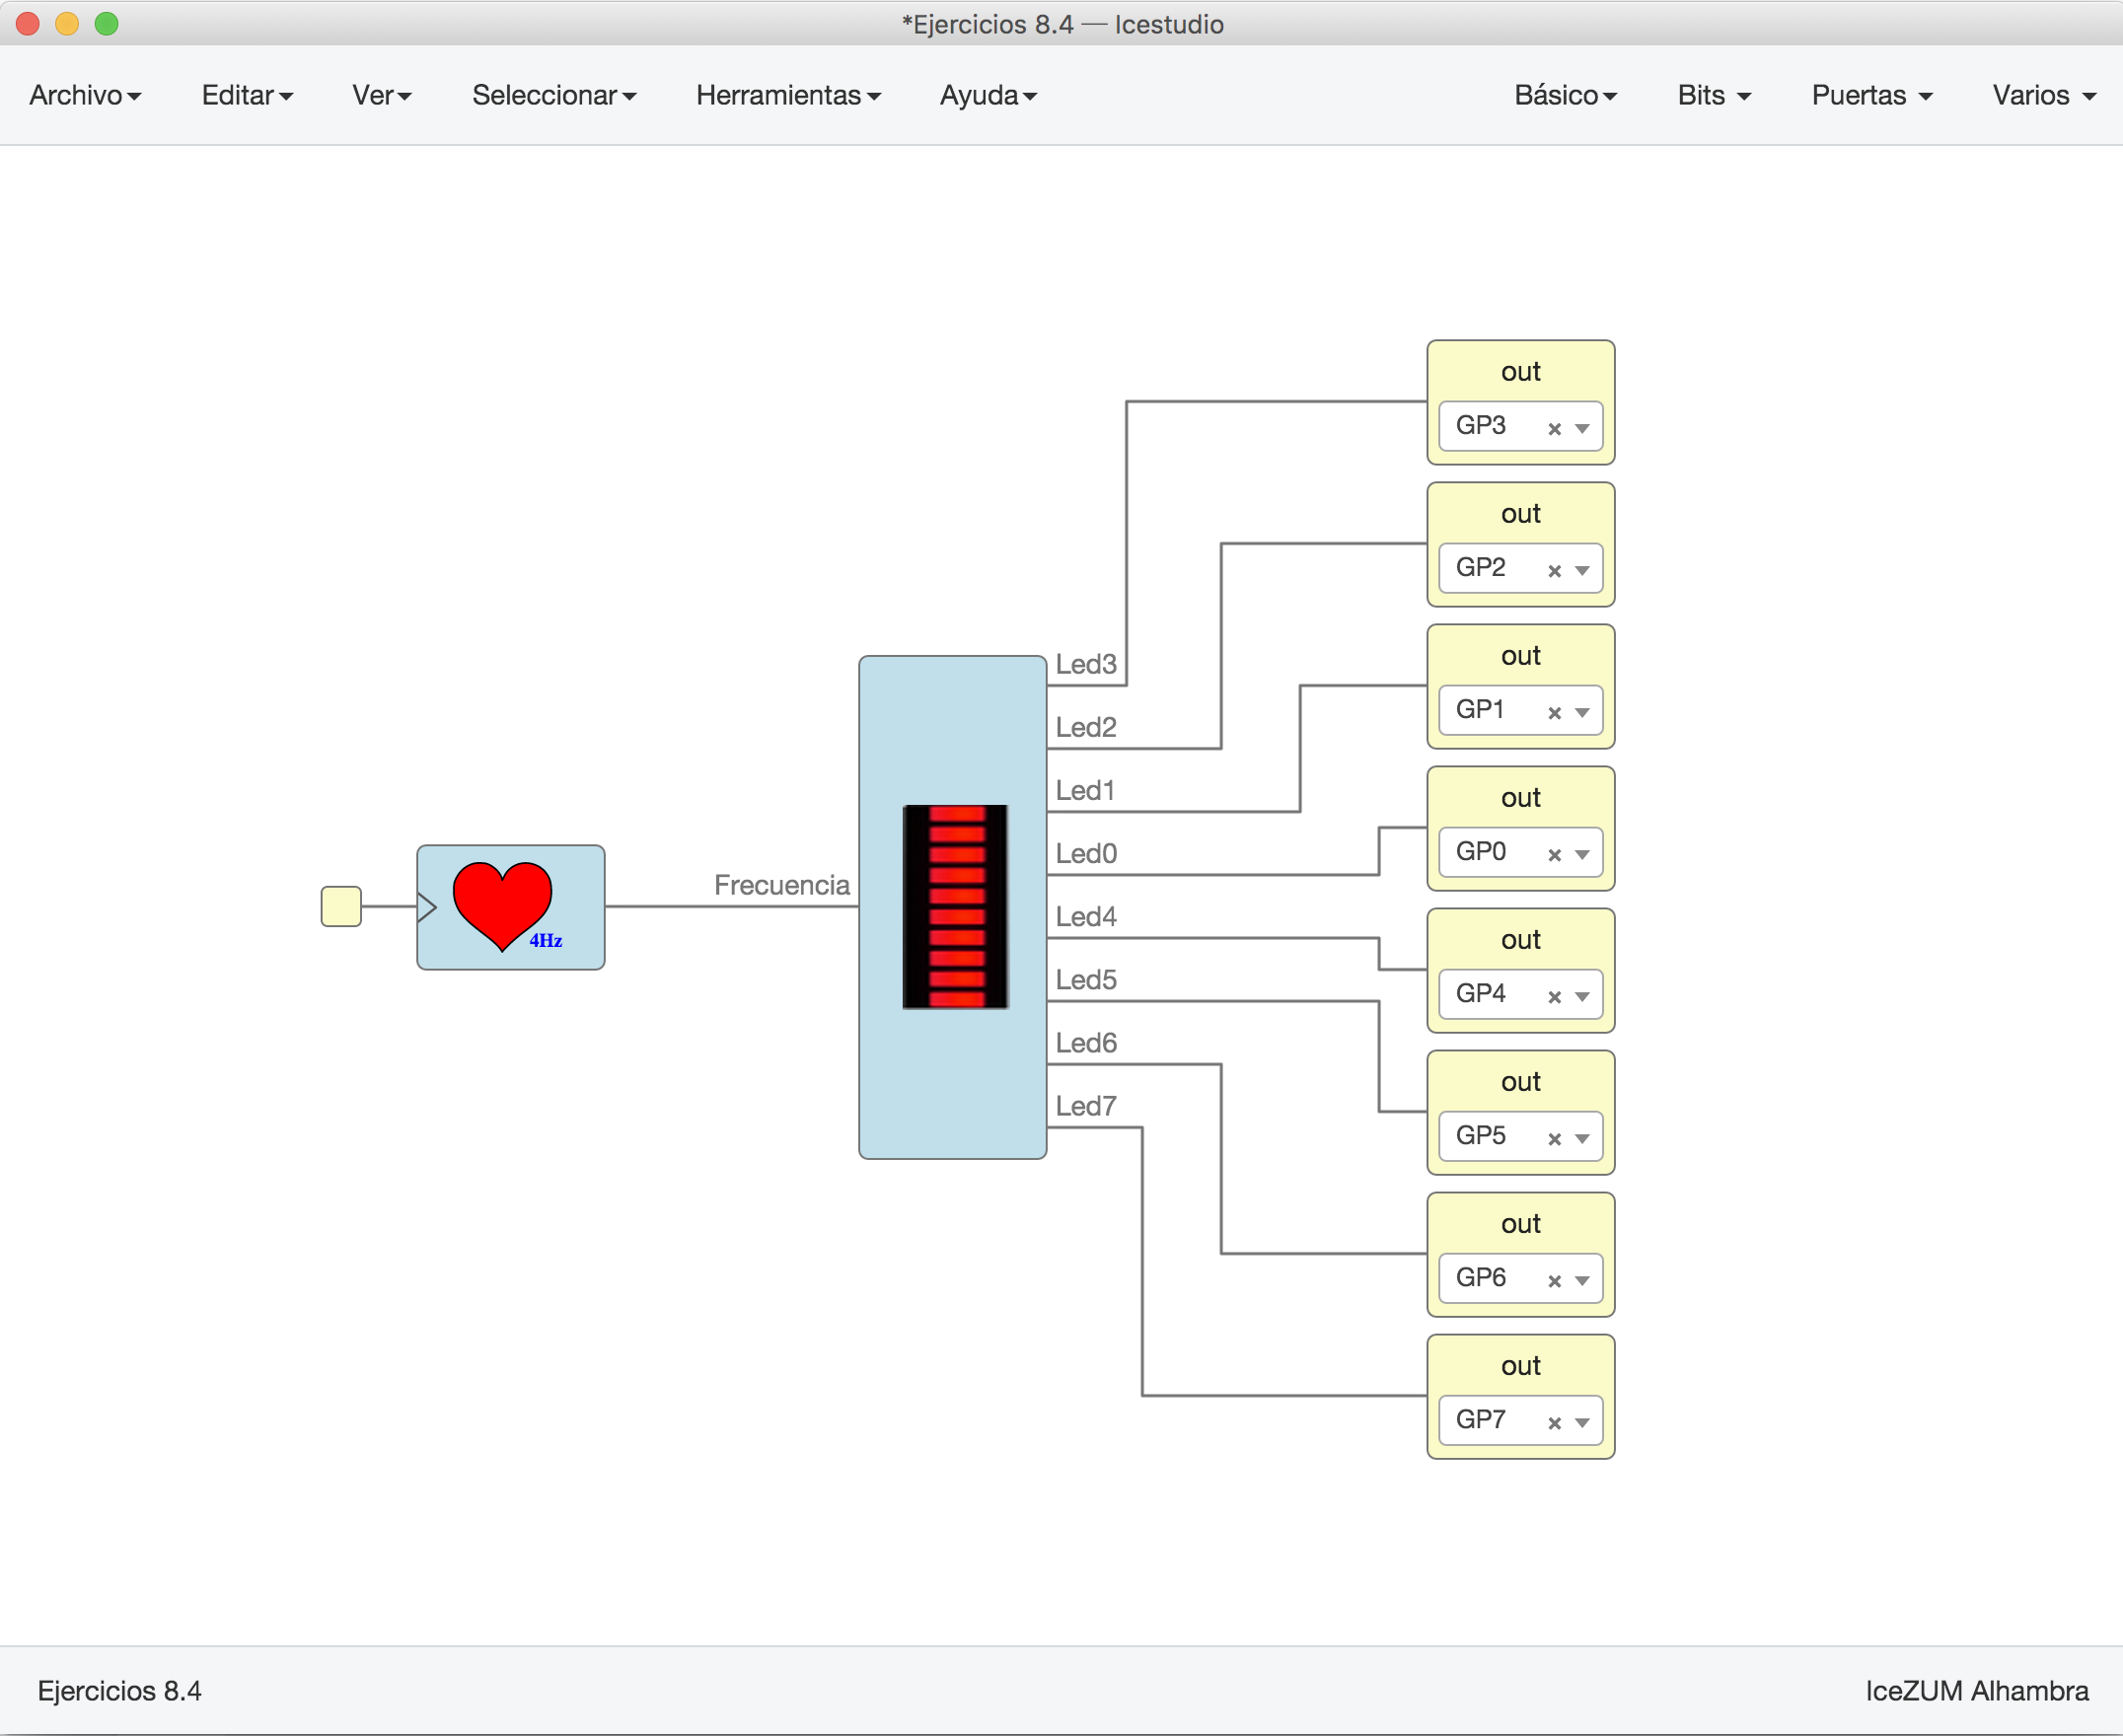 *Ejercicios 8.4 — Icestudio
Archivo Editar Ver Seleccionar Herramientas Ayuda Básico Bits Puertas Varios
out
GP3
out
GP2
out
GP1
out
GP0
out
GP4
out
GP5
out
GP6
out
GP7
Led3
Led2
Led1
Led0
Led4
Led5
Led6
Led7
Frecuencia
4Hz
Ejercicios 8.4 IceZUM Alhambra